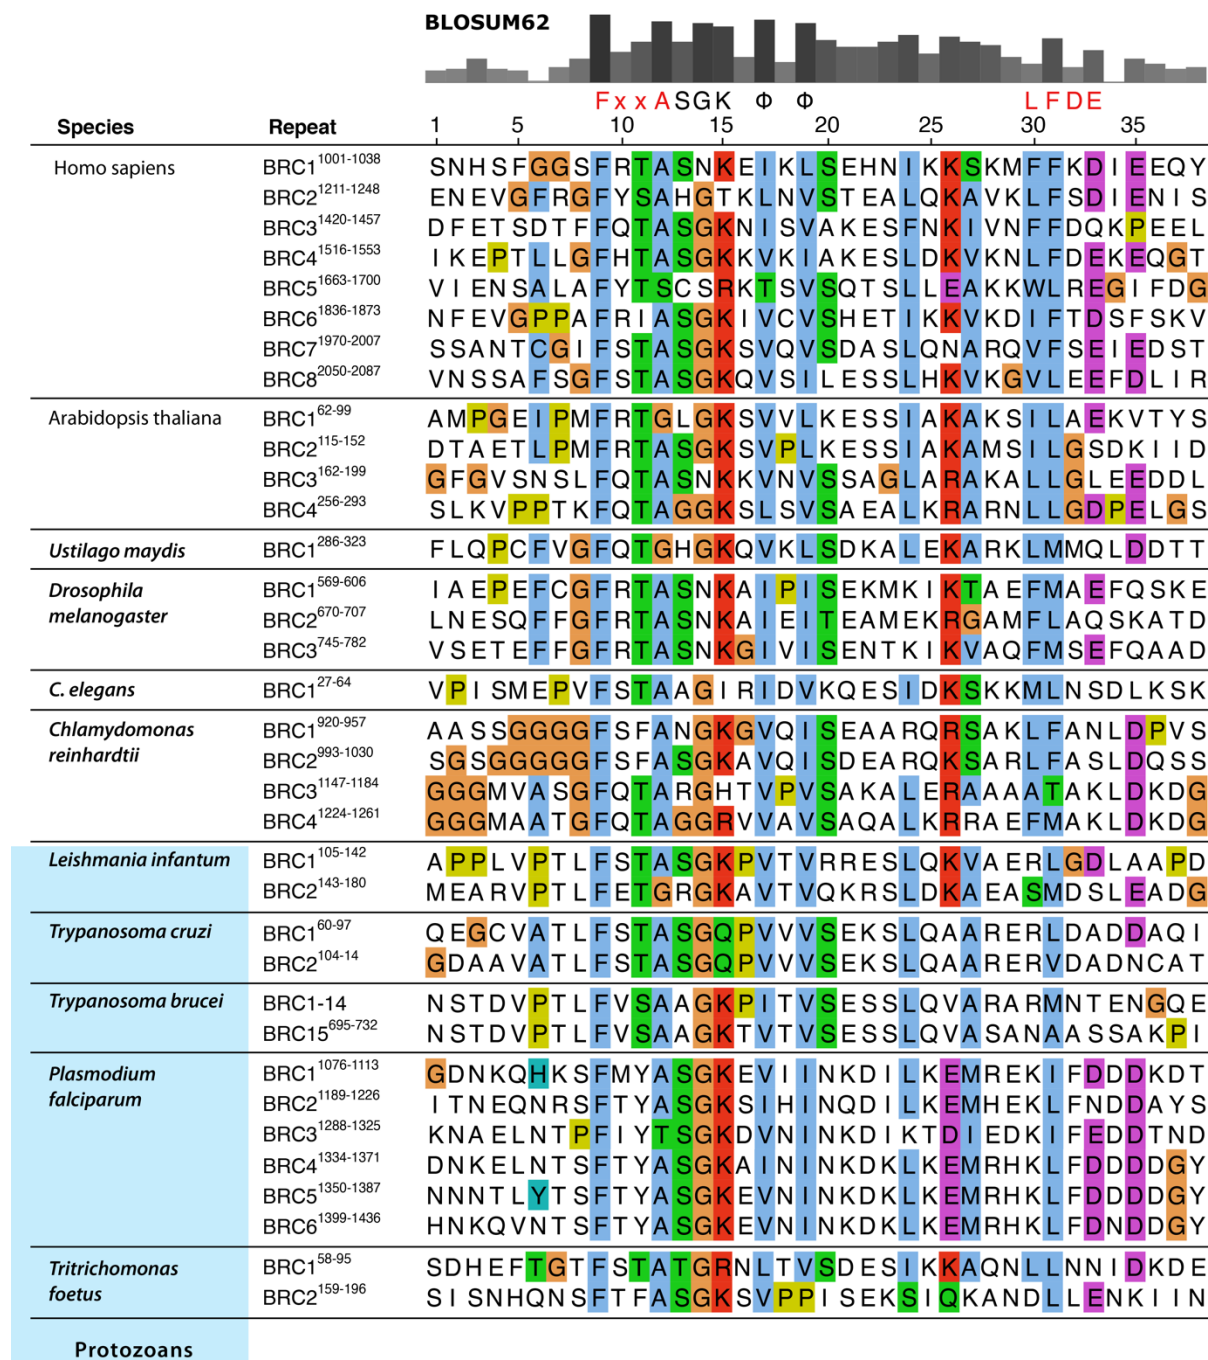 BLOSUM62
FxxASGK Φ Φ LFDE
Species Repeat 1 5 10 15 20 25 30 35
Homo sapiens BRC1 1001-1038 SNHSFGGSFRTASNKEIKLSEHNIKKSKMFFKDIEEQY
BRC2 1211-1248 ENEVGFRGFYSAHGTKLNVSTEALQKAVKLFSDIENIS
BRC3 1420-1457 DFETSDTFFQTASGKNISVAKESFNKIVNFFDQKPEEL
BRC4 1516-1553 IKEPTLLGFHTASGKKVKIAKESLDKVKNLFDEKEQGT
BRC5 1663-1700 VIENSALAFYTSCSRKTSVSQTSLLEAKKWLREGIFDG
BRC6 1836-1873 NFEVGPPAFRIASGKIVCVSHETIKKVKDIFTDSFSKV
BRC7 1970-2007 SSANTCGIFSTASGKSVQVSDASLQNARQVFSEIEDST
BRC8 2050-2087 VNSSAFSGFSTASGKQVSILESSLHKVKGVLEEFDLIR
Arabidopsis thaliana BRC1 62-99 AMPGEIPMFRTGLGKSVVLKESSIAKAKSILAEKVTYS
BRC2 115-152 DTAETLPMFRTASGKSVPLKESSIAKAMSILGSDKIID
BRC3 162-199 GFGVSNSLFQTASNKKVNVSSAGLARAKALLGLEEDDL
BRC4 256-293 SLKVPPTKFQTAGGKSLSVSAEALKRARNLLGDPELGS
Ustilago maydis BRC1 286-323 FLQPCFVGFQTGHGKQVKLSDKALEKARKLMMQLDDTT
Drosophila BRC1 569-606 IAEPEFCGFRTASNKAIPISEKMKIKTAEFMAEFQSKE
melanogaster BRC2 670-707 LNESQFFGFRTASNKAIEITEAMEKRGAMFLAQSKATD
BRC3 745-782 VSETEFFGFRTASNKGIVISENTKIKVAQFMSEFQAAD
C. elegans BRC1 27-64 VPISMEPVFSTAAGIRIDVKQESIDKSKKMLNSDLKSK
Chlamydomonas BRC1 920-957 AASSGGGGFSFANGKGVQISEAARQRSAKLFANLDPVS
reinhardtii BRC2 993-1030 SGSGGGGGFSFASGKAVQISDEARQKSARLFASLDQSS
BRC3 1147-1184 GGGMVASGFQTARGHTVPVSAKALERAAAATAKLDKDG
BRC4 1224-1261 GGGMAATGFQTAGGRVVAVSAQALKRRAEFMAKLDKDG
Leishmania infantum BRC1 105-142 APPLVPTLFSTASGKPVTVRRESLQKVAERLGDLAAPD
BRC2 143-180 MEARVPTLFETGRGKAVTVQKRSLDKAEASMDSLEADG
Trypanosoma cruzi BRC1 60-97 QEGCVATLFSTASGQPVVVSEKSLQAARERLDADDAQI
BRC2 104-14 GDAAVATLFSTASGQPVVVSEKSLQAARERVDADNCAT
Trypanosoma brucei BRC1-14 NSTDVPTLFVSAAGKPITVSESSLQVARARMNTENGQE
BRC15 695-732 NSTDVPTLFVSAAGKTVTVSESSLQVASANAASSAKPI
Plasmodium BRC1 1076-1113 GDNKQHKSFMYASGKEVIINKDILKEMREKIFDDDKDT
falciparum BRC2 1189-1226 ITNEQNRSFTYASGKSIHINQDILKEMHEKLFNDDAYS
BRC3 1288-1325 KNAELNTPFIYTSGKDVNINKDIKTDIEDKIFEDDTND
BRC4 1334-1371 DNKELNTSFTYASGKAININKDKLKEMRHKLFDDDDGY
BRC5 1350-1387 NNNTLYTSFTYASGKEVNINKDKLKEMRHKLFDDDDGY
BRC6 1399-1436 HNKQVNTSFTYASGKEVNINKDKLKEMRHKLFDNDDGY
Tritrichomonas BRC1 58-95 SDHEFTGTFSTATGRNLTVSDESIKKAQNLLNNIDKDE
foetus BRC2 159-196 SISNHQNSFTFASGKSVPPISEKSIQKANDLLENKIIN
Protozoans